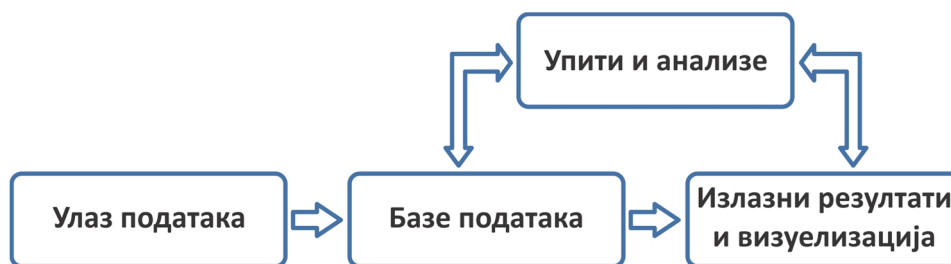 Упити и анализе
Улаз података
Базе података
Излазни резултати
и визуелизација